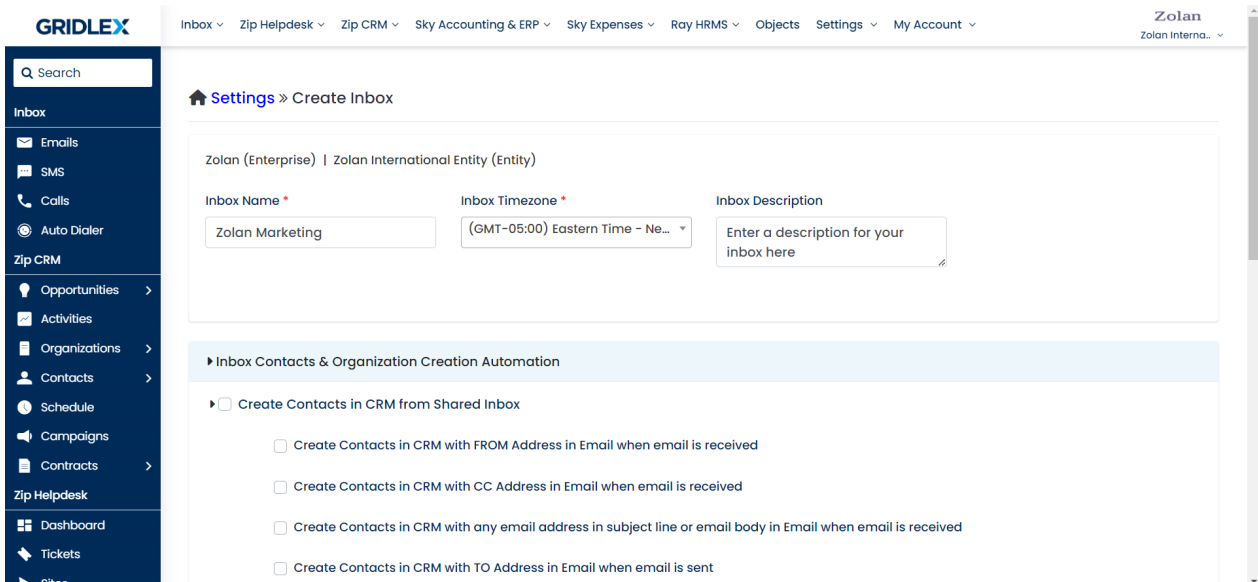 GRIDLEX
Inbox Zip Helpdesk Zip CRM Sky Accounting & ERP Sky Expenses Ray HRMS Objects Settings My Account
Zolan
Zolan Interna..
Search
Inbox
Emails
SMS
Calls
Auto Dialer
Zip CRM
Opportunities
Activities
Organizations
Contacts
Schedule
Campaigns
Contracts
Zip Helpdesk
Dashboard
Tickets
Settings » Create Inbox
Zolan (Enterprise) | Zolan International Entity (Entity)
Inbox Name *
Zolan Marketing
Inbox Timezone *
(GMT-05:00) Eastern Time - Ne...
Inbox Description
Enter a description for your
inbox here
Inbox Contacts & Organization Creation Automation
Create Contacts in CRM from Shared Inbox
Create Contacts in CRM with FROM Address in Email when email is received
Create Contacts in CRM with CC Address in Email when email is received
Create Contacts in CRM with any email address in subject line or email body in Email when email is received
Create Contacts in CRM with TO Address in Email when email is sent